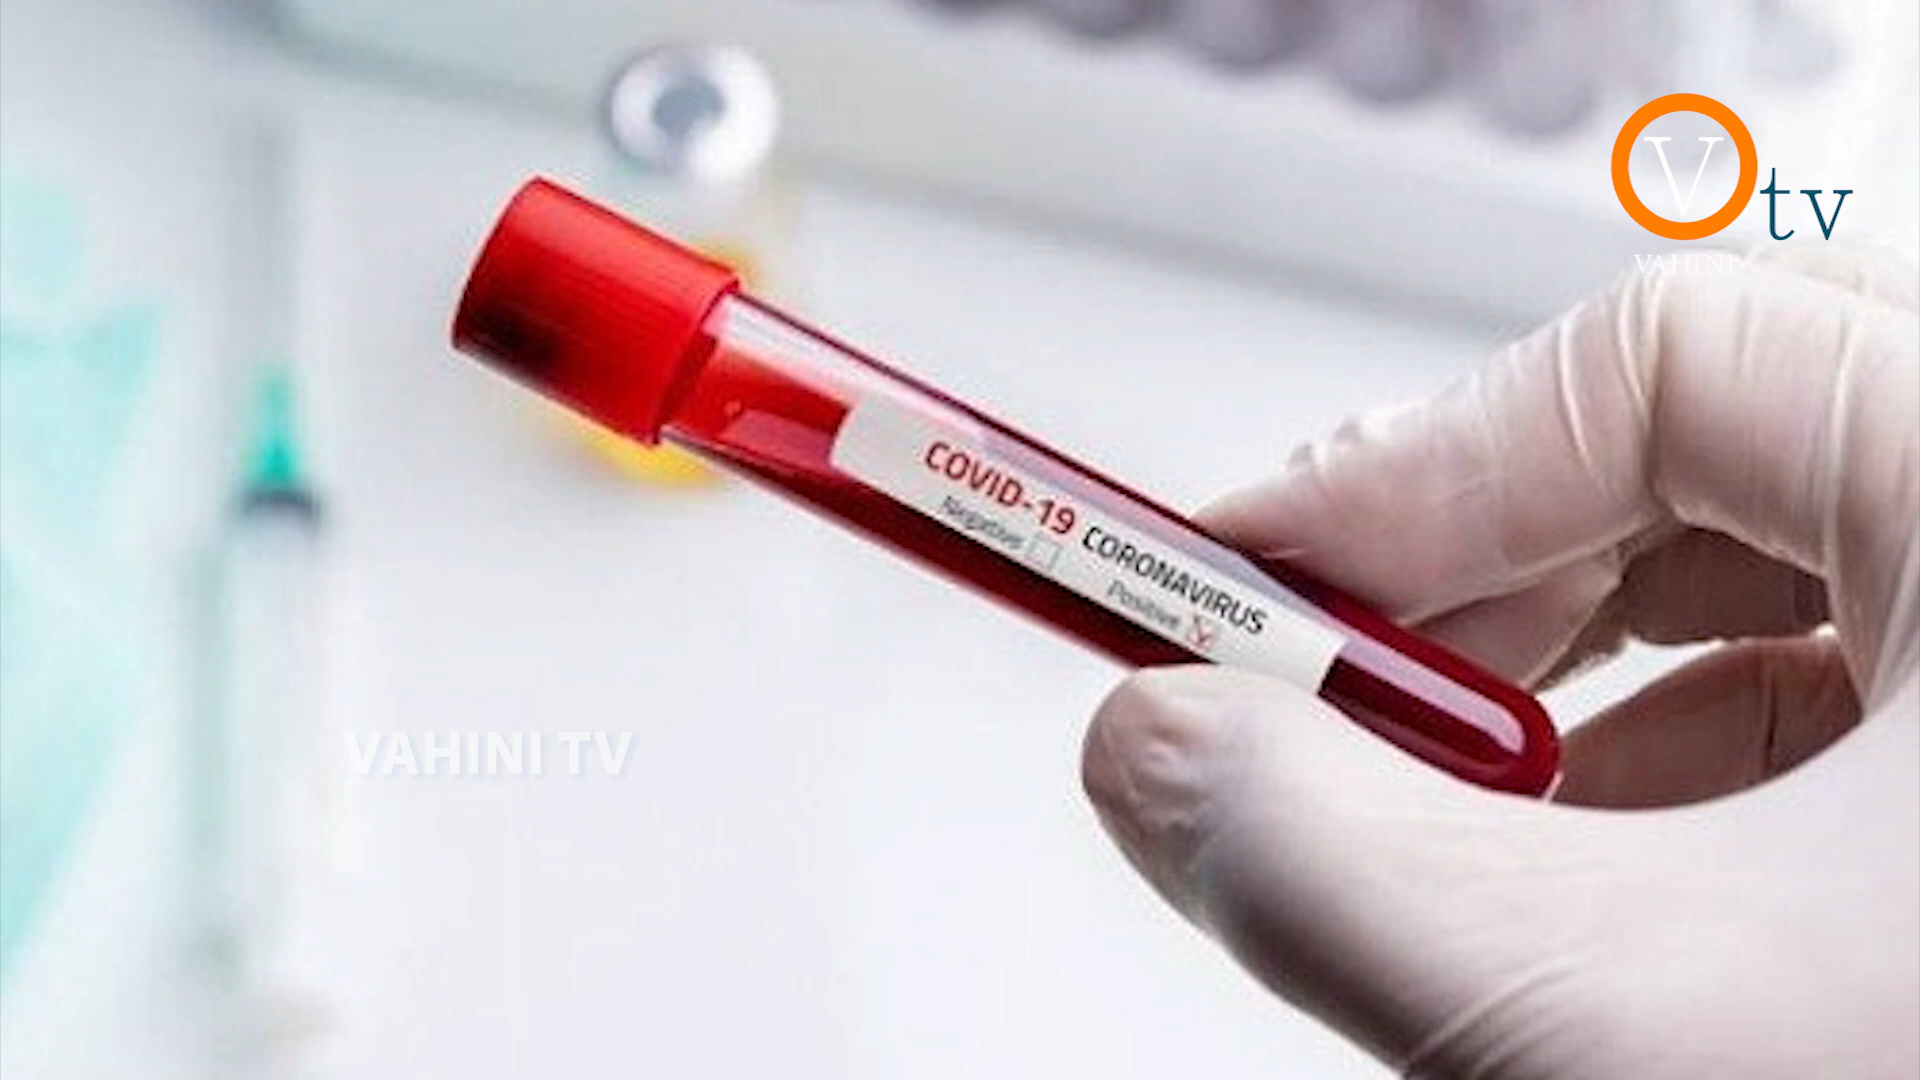 V tv
VAHINI
COVID-19 CORONAVIRUS
Negative
Positive
VAHINI TV